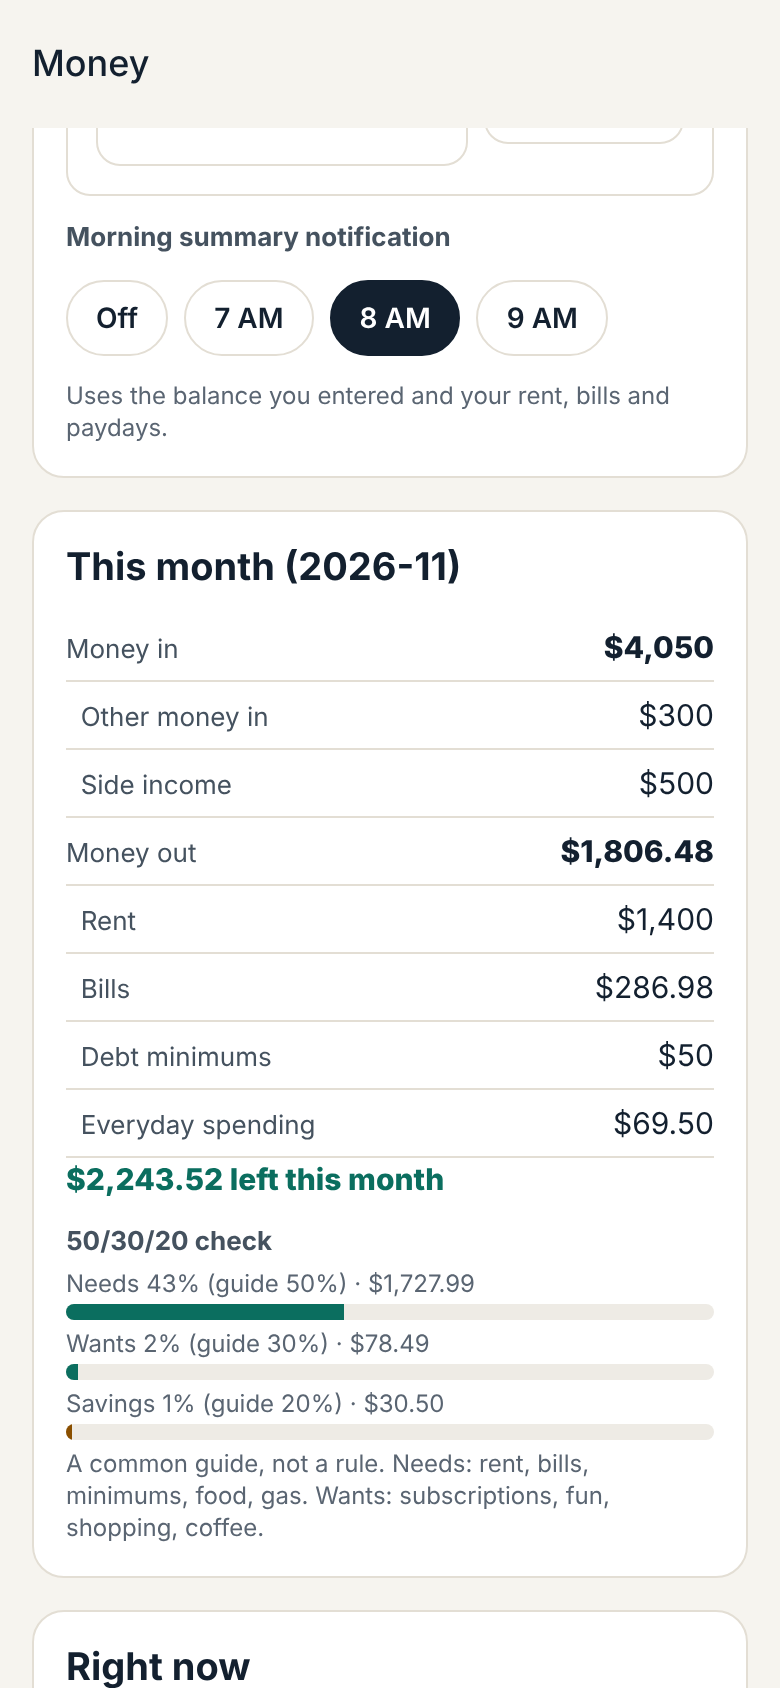 Money
Morning summary notification
Off
7 AM
8 AM
9 AM
Uses the balance you entered and your rent, bills and
paydays.
This month (2026-11)
Money in $4,050
Other money in $300
Side income $500
Money out $1,806.48
Rent $1,400
Bills $286.98
Debt minimums $50
Everyday spending $69.50
$2,243.52 left this month
50/30/20 check
Needs 43% (guide 50%) · $1,727.99
Wants 2% (guide 30%) · $78.49
Savings 1% (guide 20%) · $30.50
A common guide, not a rule. Needs: rent, bills,
minimums, food, gas. Wants: subscriptions, fun,
shopping, coffee.
Right now